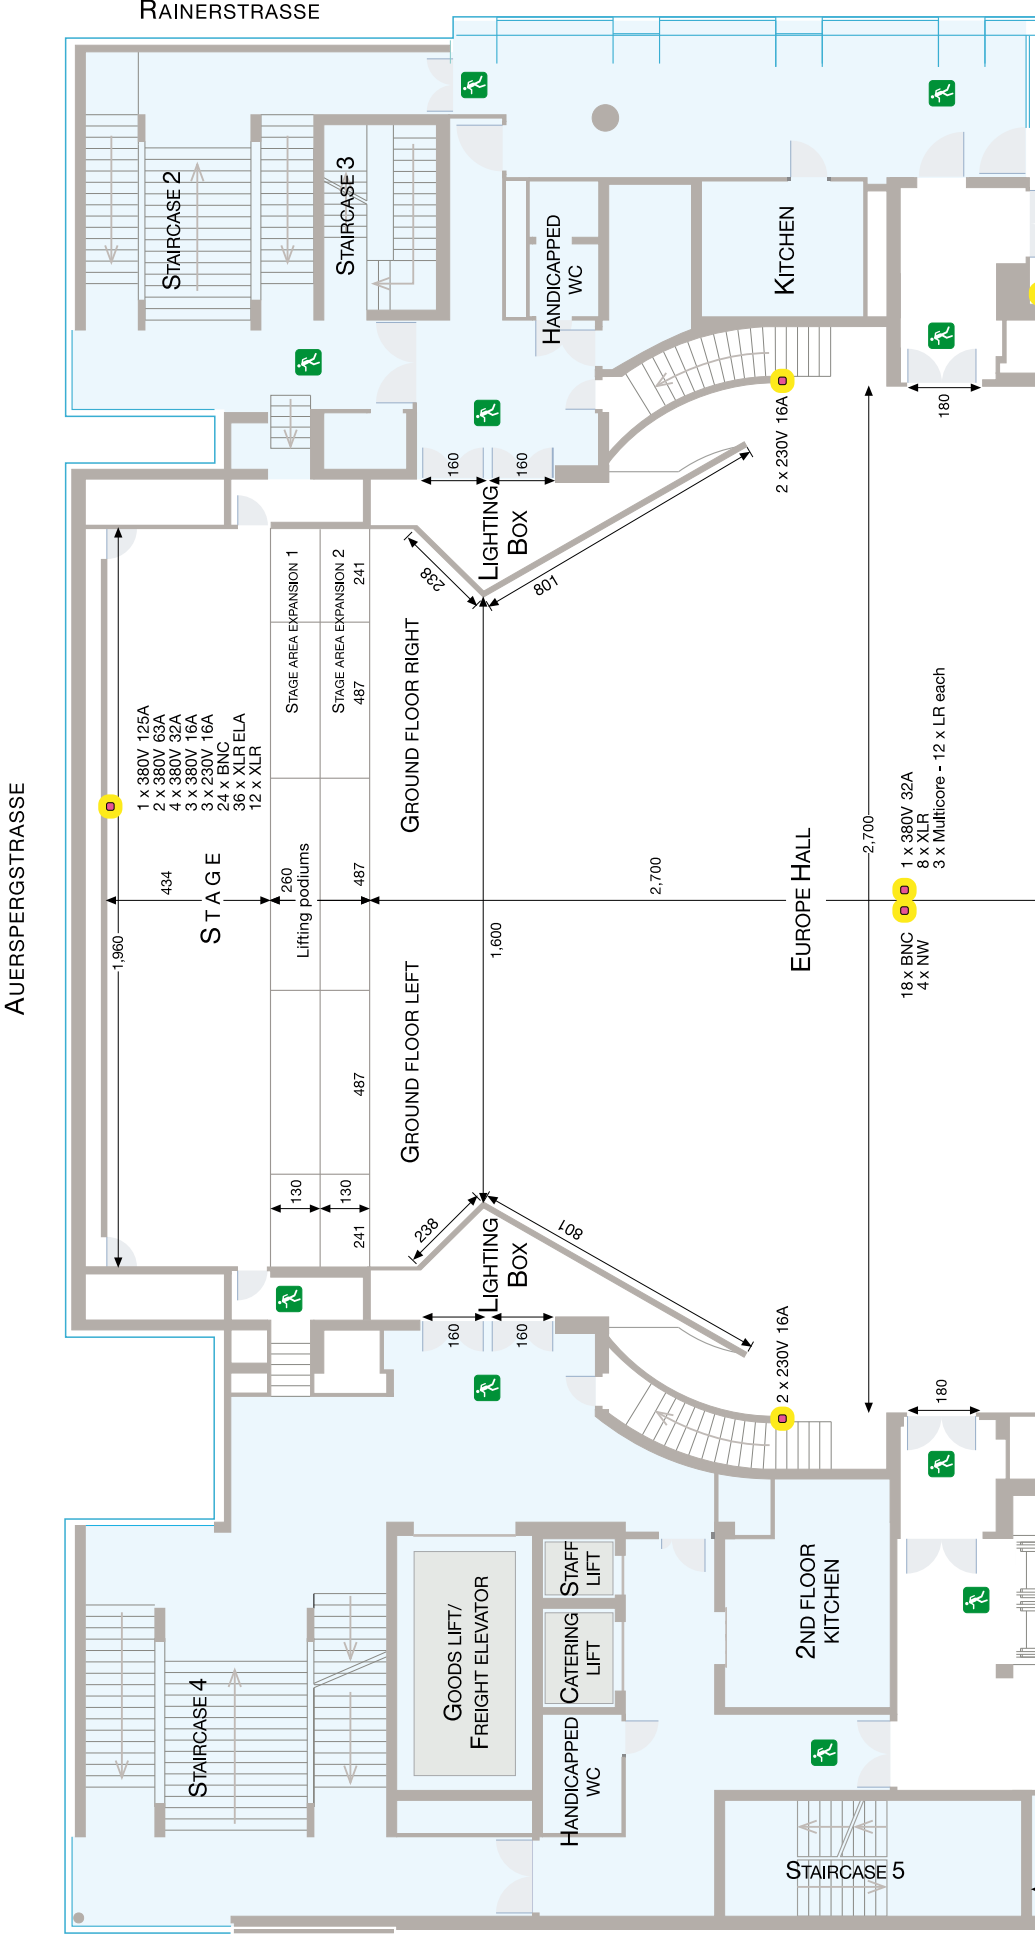 RAINERSTRASSE
AUERSPERGSTRASSE
STAIRCASE 2
STAIRCASE 3
HANDICAPPED
WC
KITCHEN
2 x 230V 16A
180
160
160
LIGHTING
BOX
238
801
STAGE AREA EXPANSION 1
STAGE AREA EXPANSION 2
241
487
GROUND FLOOR RIGHT
1 x 380V 125A
2 x 380V 63A
4 x 380V 32A
3 x 380V 16A
3 x 230V 16A
24 x BNC
36 x XLR ELA
12 x XLR
434
STAGE
1,960
260
Lifting podiums
487
2,700
1,600
EUROPE HALL
2,700
1 x 380V 32A
8 x XLR
3 x Multicore - 12 x LR each
18 x BNC
4 x NW
GROUND FLOOR LEFT
487
130
130
241
238
801
LIGHTING
BOX
160
160
2 x 230V 16A
180
STAFF
LIFT
CATERING
LIFT
GOODS LIFT/
FREIGHT ELEVATOR
2ND FLOOR
KITCHEN
STAIRCASE 4
HANDICAPPED
WC
STAIRCASE 5